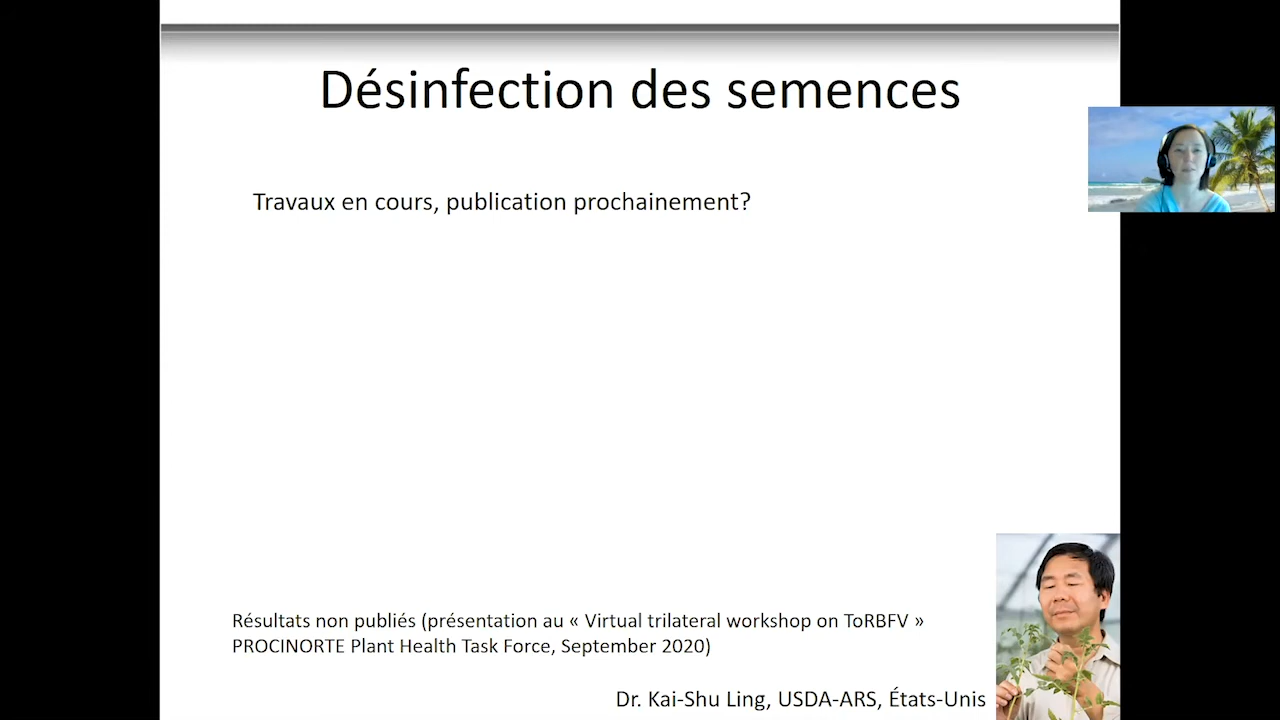 Désinfection des semences
Travaux en cours, publication prochainement?
Résultats non publiés (présentation au « Virtual trilateral workshop on ToRBFV »
PROCINORTE Plant Health Task Force, September 2020)
Dr. Kai-Shu Ling, USDA-ARS, États-Unis